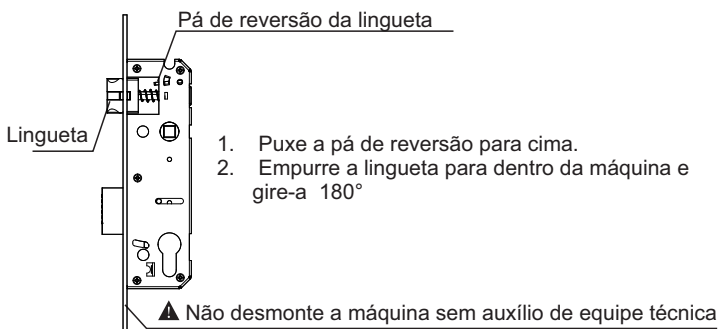 Pá de reversão da lingueta
Lingueta
1. Puxe a pá de reversão para cima.
2. Empurre a lingueta para dentro da máquina e
gire-a 180°
Não desmonte a máquina sem auxílio de equipe técnica